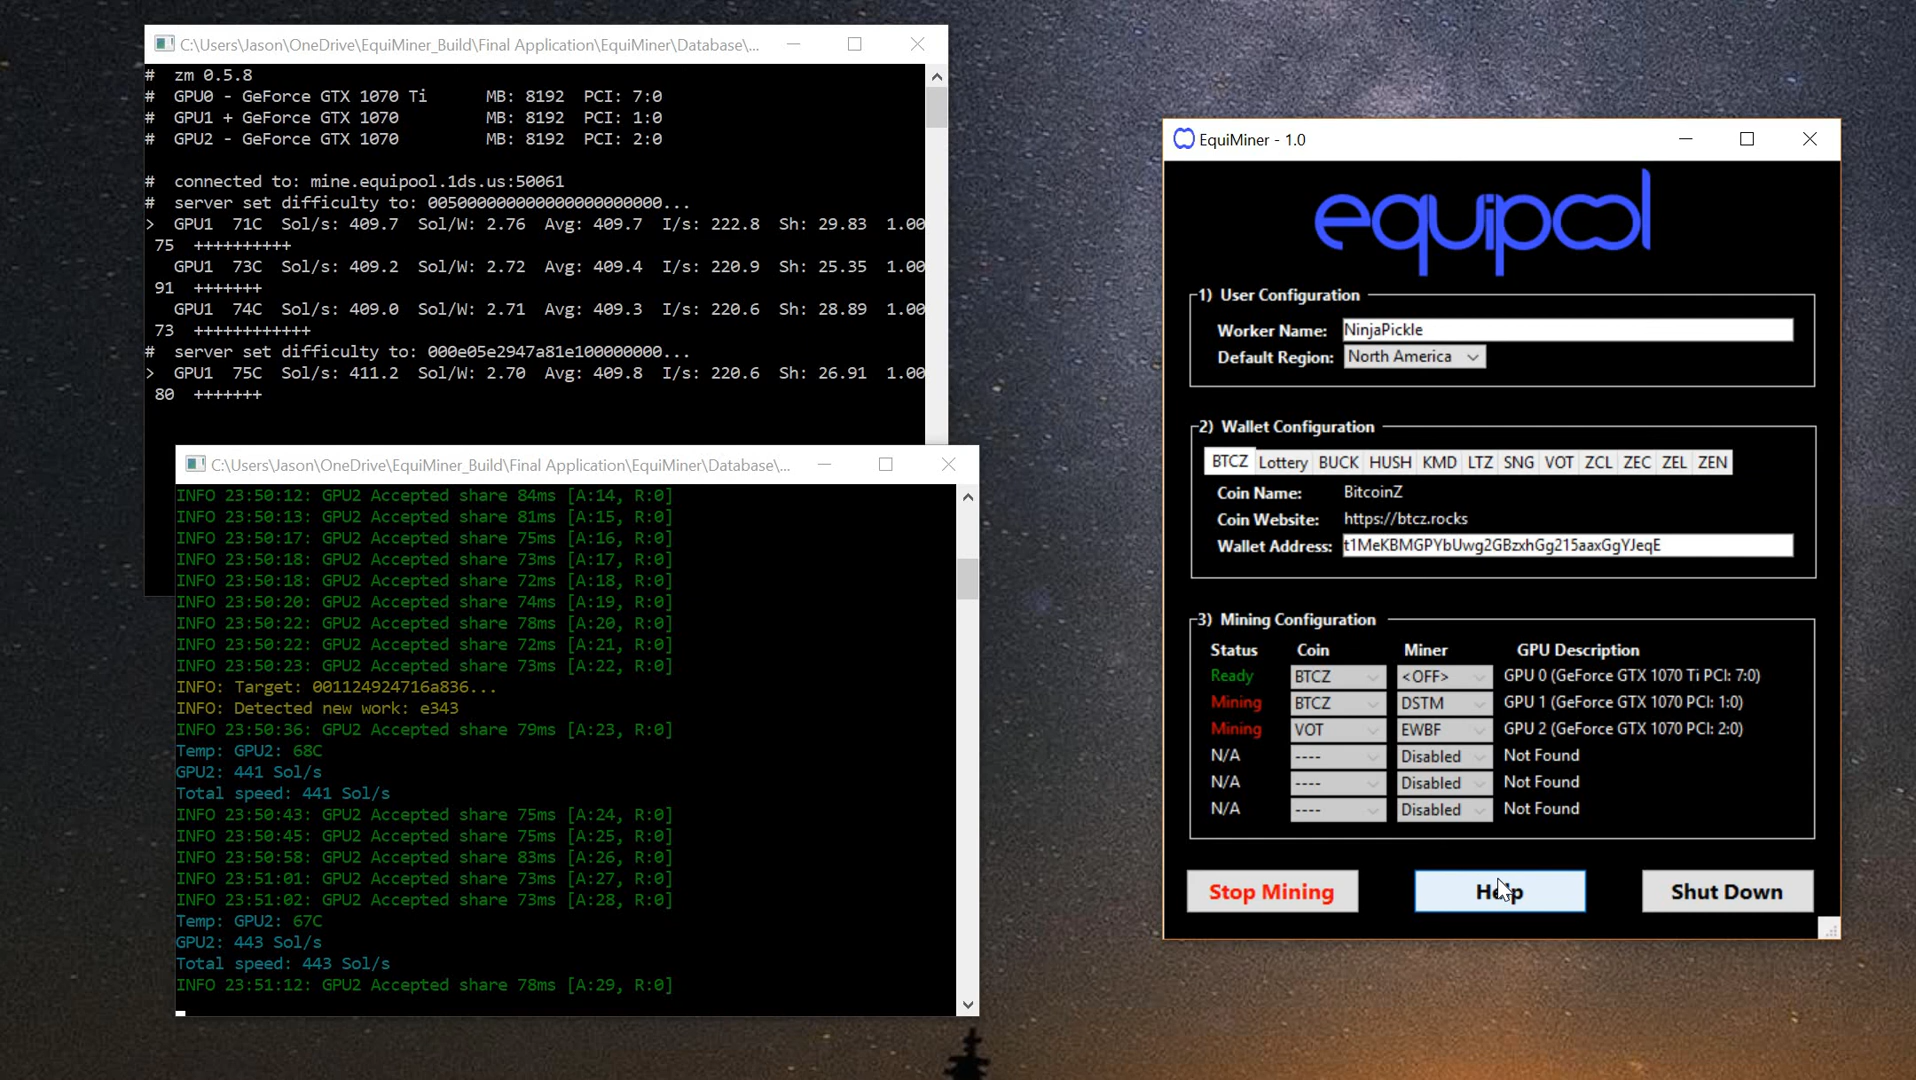 C:\Users\Jason\OneDrive\EquiMiner_Build\Final Application\EquiMiner\Database\...
# zm 0.5.8
# GPU0 - GeForce GTX 1070 Ti MB: 8192 PCI: 7:0
# GPU1 + GeForce GTX 1070 MB: 8192 PCI: 1:0
# GPU2 - GeForce GTX 1070 MB: 8192 PCI: 2:0
# connected to: mine.equipool.1ds.us:50061
# server set difficulty to: 005000000000000000000000...
> GPU1 71C Sol/s: 409.7 Sol/W: 2.76 Avg: 409.7 I/s: 222.8 Sh: 29.83 1.00
75 ++++++++++
GPU1 73C Sol/s: 409.2 Sol/W: 2.72 Avg: 409.4 I/s: 220.9 Sh: 25.35 1.00
91 +++++++
GPU1 74C Sol/s: 409.0 Sol/W: 2.71 Avg: 409.3 I/s: 220.6 Sh: 28.89 1.00
73 ++++++++++++
# server set difficulty to: 000e05e2947a81e100000000...
> GPU1 75C Sol/s: 411.2 Sol/W: 2.70 Avg: 409.8 I/s: 220.6 Sh: 26.91 1.00
80 +++++++
C:\Users\Jason\OneDrive\EquiMiner_Build\Final Application\EquiMiner\Database\...
INFO 23:50:12: GPU2 Accepted share 84ms [A:14, R:0]
INFO 23:50:13: GPU2 Accepted share 81ms [A:15, R:0]
INFO 23:50:17: GPU2 Accepted share 75ms [A:16, R:0]
INFO 23:50:18: GPU2 Accepted share 73ms [A:17, R:0]
INFO 23:50:18: GPU2 Accepted share 72ms [A:18, R:0]
INFO 23:50:20: GPU2 Accepted share 74ms [A:19, R:0]
INFO 23:50:22: GPU2 Accepted share 78ms [A:20, R:0]
INFO 23:50:22: GPU2 Accepted share 72ms [A:21, R:0]
INFO 23:50:23: GPU2 Accepted share 73ms [A:22, R:0]
INFO: Target: 001124924716a836...
INFO: Detected new work: e343
INFO 23:50:36: GPU2 Accepted share 79ms [A:23, R:0]
Temp: GPU2: 68C
GPU2: 441 Sol/s
Total speed: 441 Sol/s
INFO 23:50:43: GPU2 Accepted share 75ms [A:24, R:0]
INFO 23:50:45: GPU2 Accepted share 75ms [A:25, R:0]
INFO 23:50:58: GPU2 Accepted share 83ms [A:26, R:0]
INFO 23:51:01: GPU2 Accepted share 73ms [A:27, R:0]
INFO 23:51:02: GPU2 Accepted share 73ms [A:28, R:0]
Temp: GPU2: 67C
GPU2: 443 Sol/s
Total speed: 443 Sol/s
INFO 23:51:12: GPU2 Accepted share 78ms [A:29, R:0]
EquiMiner - 1.0
equipool
1) User Configuration
Worker Name: NinjaPickle
Default Region: North America
2) Wallet Configuration
BTCZ Lottery BUCK HUSH KMD LTZ SNG VOT ZCL ZEC ZEL ZEN
Coin Name: BitcoinZ
Coin Website: https://btcz.rocks
Wallet Address: t1MeKBMGPYbUwg2GBzxhGg215aaxGgYJeqE
3) Mining Configuration
Status Coin Miner GPU Description
Ready BTCZ <OFF> GPU 0 (GeForce GTX 1070 Ti PCI: 7:0)
Mining BTCZ DSTM GPU 1 (GeForce GTX 1070 PCI: 1:0)
Mining VOT EWBF GPU 2 (GeForce GTX 1070 PCI: 2:0)
N/A ---- Disabled Not Found
N/A ---- Disabled Not Found
N/A ---- Disabled Not Found
Stop Mining Help Shut Down